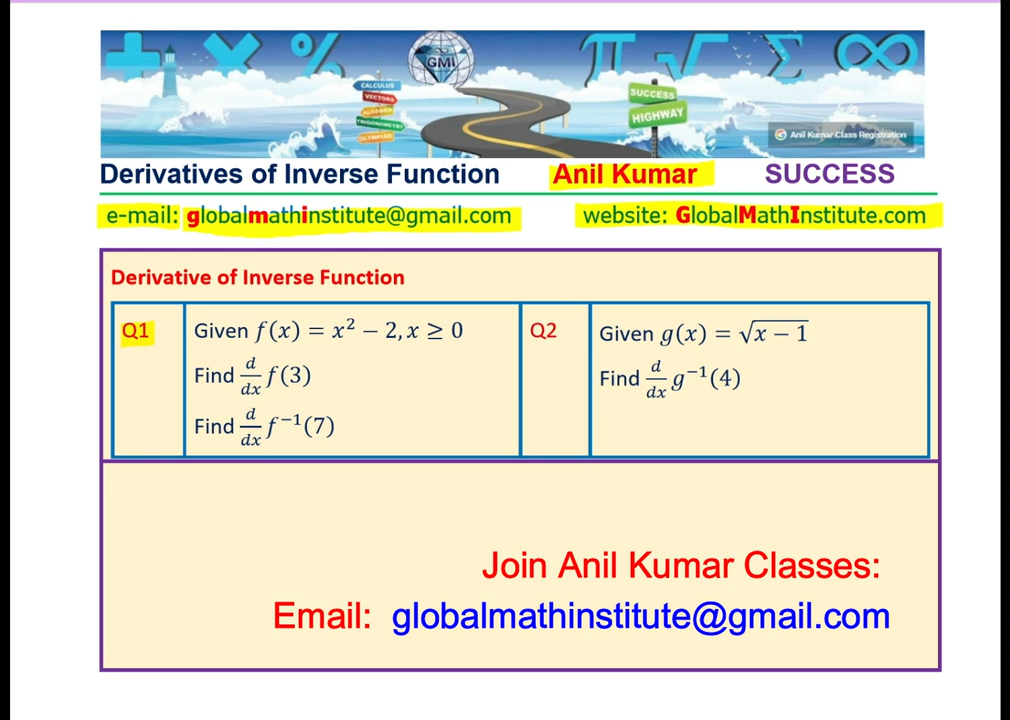 GMI
CALCULUS
VECTORS
ALGEBRA
TRIGONOMETRY
OLYMPIAD
SUCCESS
HIGHWAY
G Anil Kumar Class Registration
Derivatives of Inverse Function Anil Kumar SUCCESS
e-mail: globalmathinstitute@gmail.com website: GlobalMathInstitute.com
Derivative of Inverse Function
Q1 Given f(x) = x² − 2, x ≥ 0
Find d/dx f(3)
Find d/dx f⁻¹(7)
Q2 Given g(x) = √(x − 1)
Find d/dx g⁻¹(4)
Join Anil Kumar Classes:
Email: globalmathinstitute@gmail.com